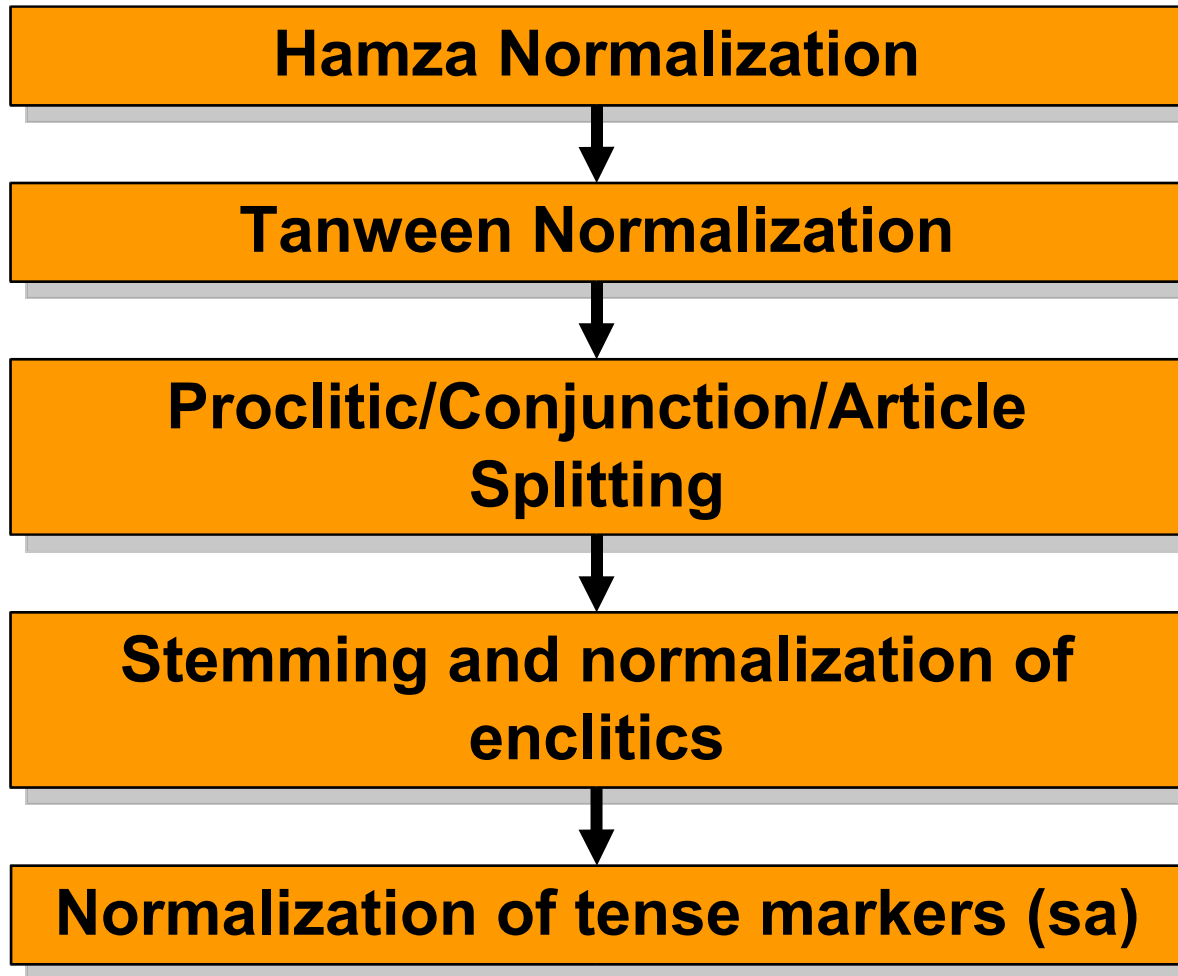 Hamza Normalization
Tanween Normalization
Proclitic/Conjunction/Article
Splitting
Stemming and normalization of
enclitics
Normalization of tense markers (sa)